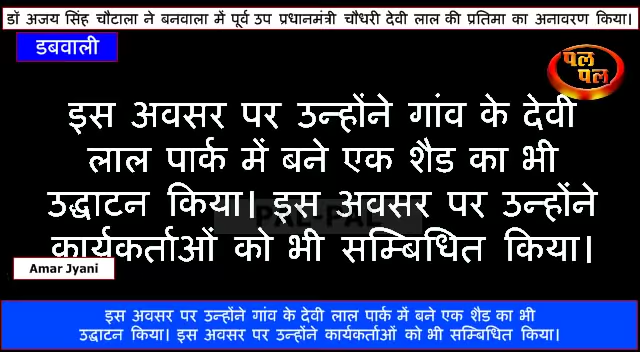 डॉ अजय सिंह चौटाला ने बनवाला में पूर्व उप प्रधानमंत्री चौधरी देवी लाल की प्रतिमा का अनावरण किया।
डबवाली
पल
पल
इस अवसर पर उन्होंने गांव के देवी
लाल पार्क में बने एक शैड का भी
उद्घाटन किया। इस अवसर पर उन्होंने
PAL-PAL
कार्यकर्ताओं को भी सम्बिधित किया।
Amar Jyani
इस अवसर पर उन्होंने गांव के देवी लाल पार्क में बने एक शैड का भी
उद्घाटन किया। इस अवसर पर उन्होंने कार्यकर्ताओं को भी सम्बिधित किया।